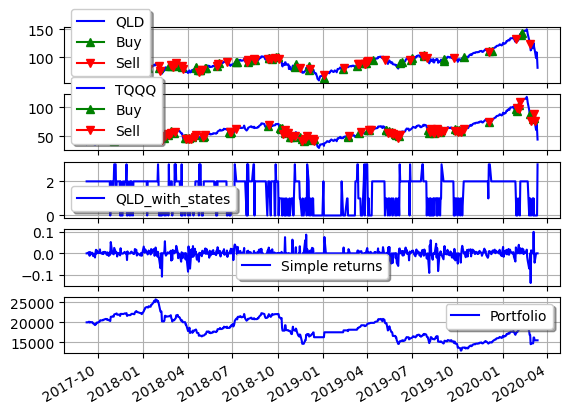 QLD
Buy
Sell
150
100
TQQQ
Buy
Sell
100
50
QLD_with_states
2
0
Simple returns
0.1
0.0
−0.1
Portfolio
25000
20000
15000
2017-10
2018-01
2018-04
2018-07
2018-10
2019-01
2019-04
2019-07
2019-10
2020-01
2020-04